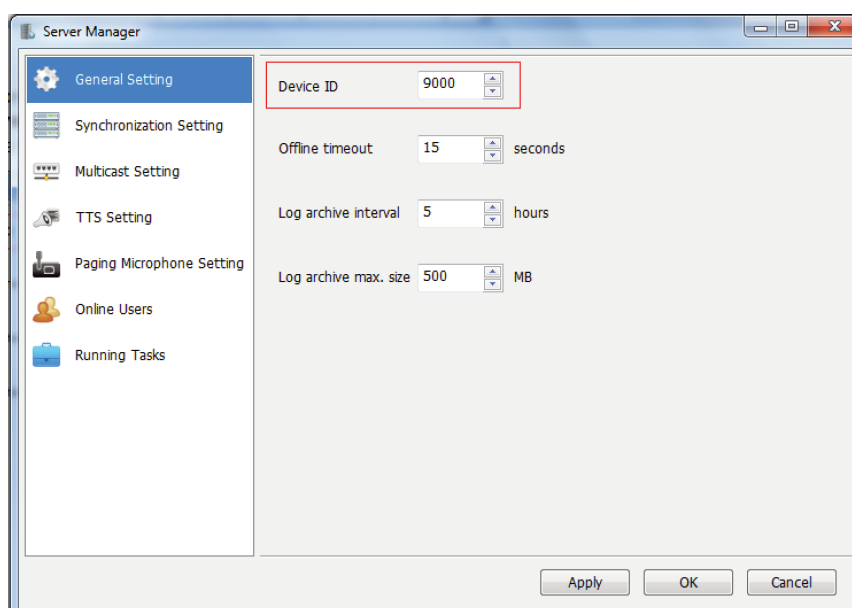 Server Manager
General Setting
Synchronization Setting
Multicast Setting
TTS Setting
Paging Microphone Setting
Online Users
Running Tasks
Device ID 9000
Offline timeout 15 seconds
Log archive interval 5 hours
Log archive max. size 500 MB
Apply OK Cancel